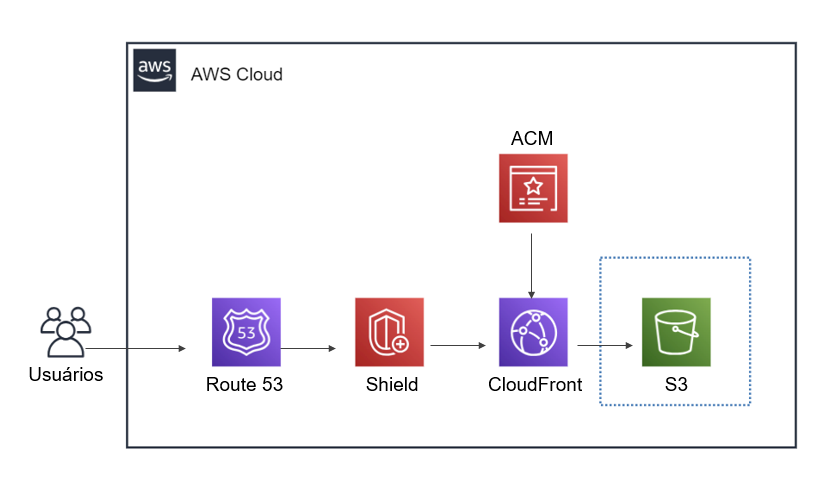 aws
AWS Cloud
ACM
53
Usuários
Route 53
Shield
CloudFront
S3